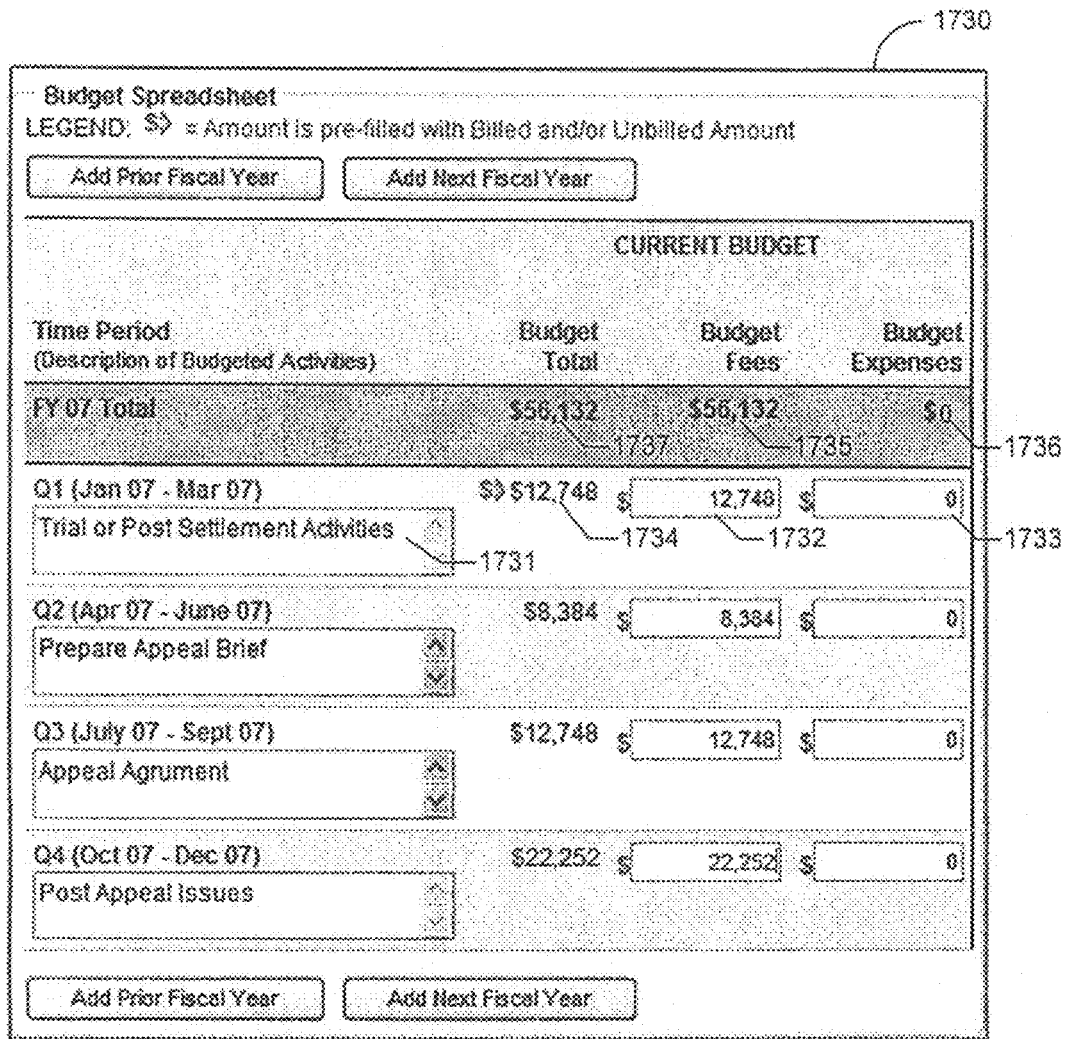 1730
Budget Spreadsheet
LEGEND: $> = Amount is pre-filled with Billed and/or Unbilled Amount
Add Prior Fiscal Year Add Next Fiscal Year
CURRENT BUDGET
Time Period Budget Budget Budget
(Description of Budgeted Activities) Total Fees Expenses
FY 07 Total $56,132 $56,132 $0
1737 1735 1736
Q1 (Jan 07 - Mar 07) $> $12,748 $ 12,748 $ 0
Trial or Post Settlement Activities
1731 1734 1732 1733
Q2 (Apr 07 - June 07) $8,384 $ 8,384 $ 0
Prepare Appeal Brief
Q3 (July 07 - Sept 07) $12,748 $ 12,748 $ 0
Appeal Agrument
Q4 (Oct 07 - Dec 07) $22,252 $ 22,252 $ 0
Post Appeal Issues
Add Prior Fiscal Year Add Next Fiscal Year